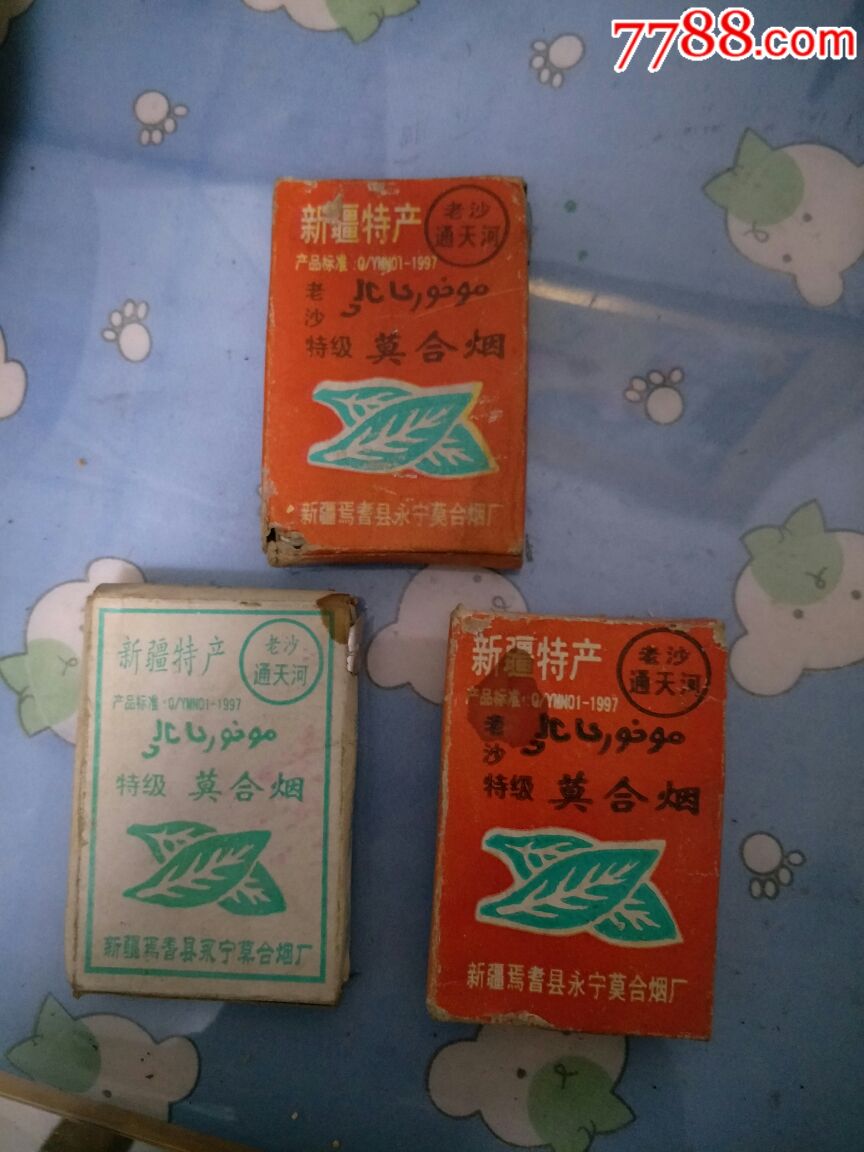 7788.com
新疆特产
老沙
通天河
产品标准:Q/YMN01-1997
老沙
موخوركا
特级 莫合烟
新疆焉耆县永宁莫合烟厂
新疆特产
老沙
通天河
产品标准:Q/YMN01-1997
موخوركا
特级 莫合烟
新疆焉耆县永宁莫合烟厂
新疆特产
老沙
通天河
产品标准:Q/YMN01-1997
老沙
موخوركا
特级 莫合烟
新疆焉耆县永宁莫合烟厂